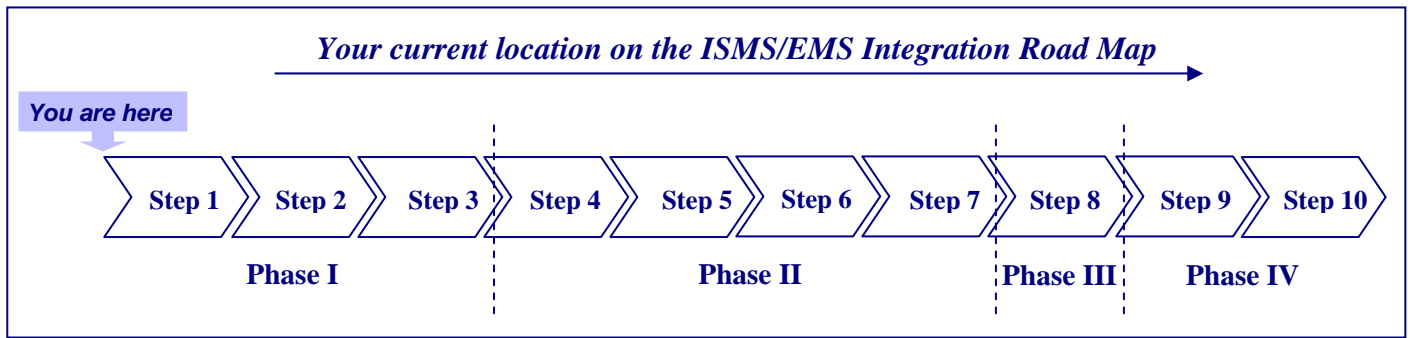 Your current location on the ISMS/EMS Integration Road Map
You are here
Step 1 Step 2 Step 3 Step 4 Step 5 Step 6 Step 7 Step 8 Step 9 Step 10
Phase I Phase II Phase III Phase IV